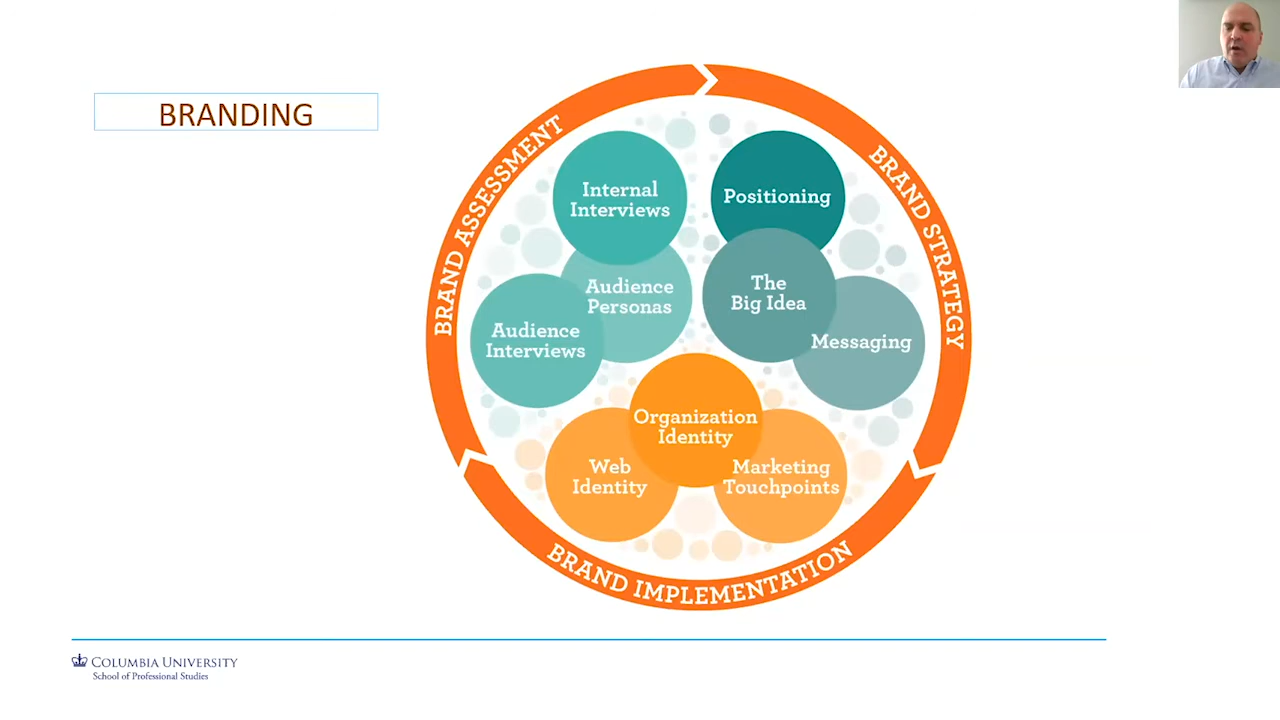 BRANDING
BRAND ASSESSMENT
Internal
Interviews
Audience
Personas
Audience
Interviews
BRAND STRATEGY
Positioning
The
Big Idea
Messaging
Organization
Identity
Web
Identity
Marketing
Touchpoints
BRAND IMPLEMENTATION
COLUMBIA UNIVERSITY
School of Professional Studies